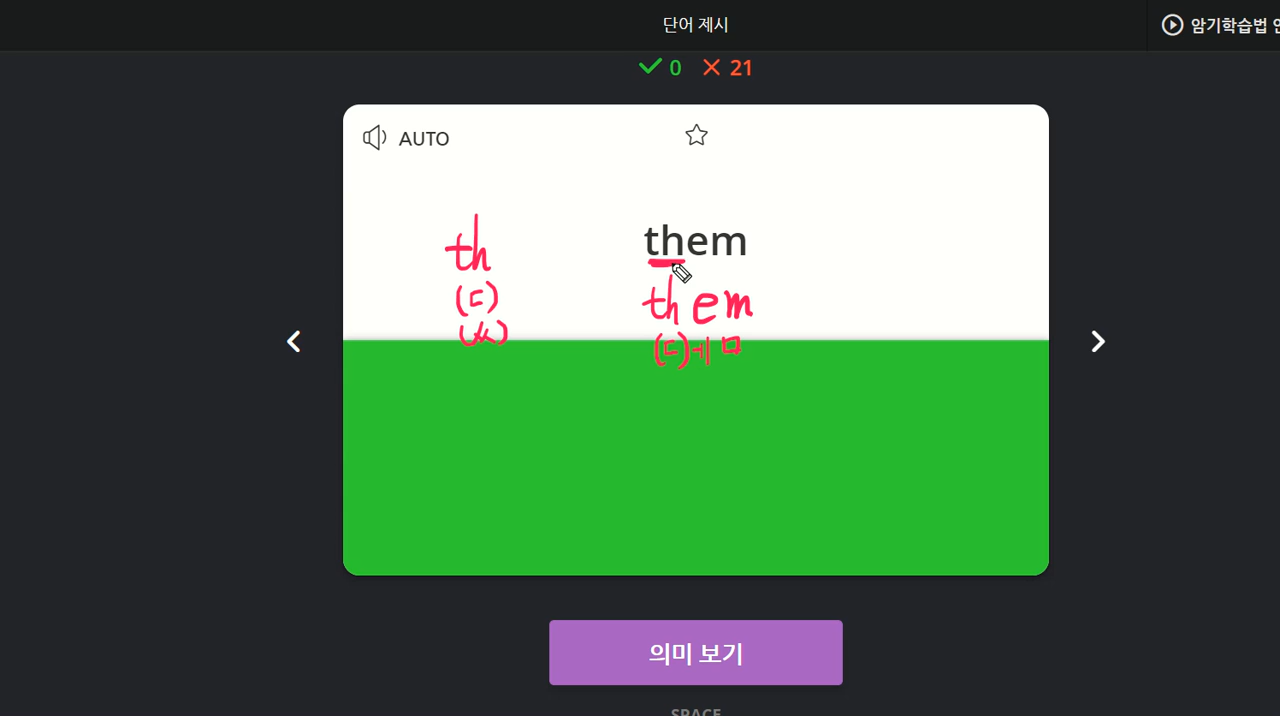 단어 제시
암기학습법 안
0 21
AUTO
them
th
(ㄷ)
(ㅆ)
them
(ㄷ)ㅔㅁ
의미 보기
SPACE